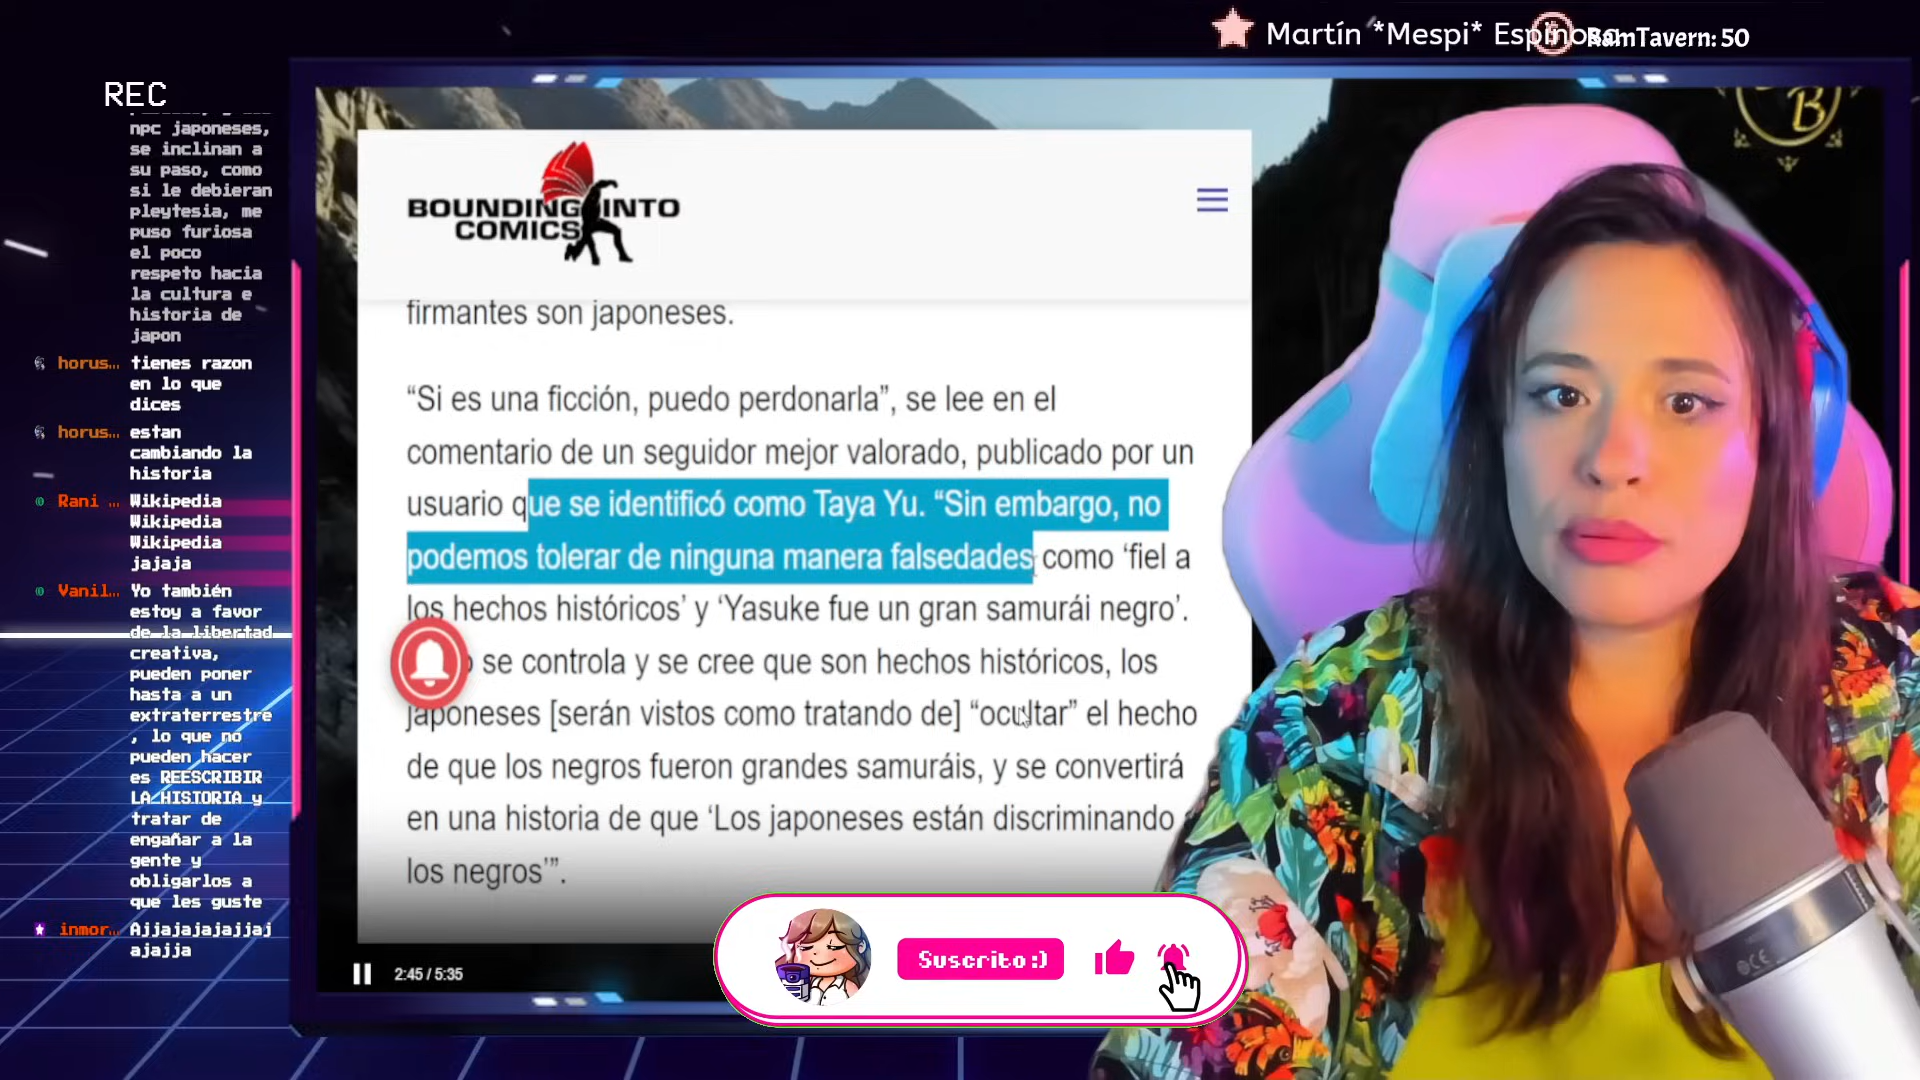 Martín *Mespi* Espinosa
RamTavern: 50
REC
npc japoneses,
se inclinan a
su paso, como
si le debieran
pleytesia, me
puso furiosa
el poco
respeto hacia
la cultura e
historia de
japon
horus... tienes razon
en lo que
dices
horus... estan
cambiando la
historia
Rani ... Wikipedia
Wikipedia
Wikipedia
jajaja
Vanil... Yo también
estoy a favor
de la libertad
creativa,
pueden poner
hasta a un
extraterrestre
, lo que no
pueden hacer
es REESCRIBIR
LA HISTORIA y
tratar de
engañar a la
gente y
obligarlos a
que les guste
inmor... Ajjajajajajjaj
ajajja
B
BOUNDING INTO
COMICS
firmantes son japoneses.
“Si es una ficción, puedo perdonarla”, se lee en el
comentario de un seguidor mejor valorado, publicado por un
usuario que se identificó como Taya Yu. “Sin embargo, no
podemos tolerar de ninguna manera falsedades como ‘fiel a
los hechos históricos’ y ‘Yasuke fue un gran samurái negro’.
se controla y se cree que son hechos históricos, los
japoneses [serán vistos como tratando de] “ocultar” el hecho
de que los negros fueron grandes samuráis, y se convertirá
en una historia de que ‘Los japoneses están discriminando
los negros’”.
2:45 / 5:35
Suscrito :)